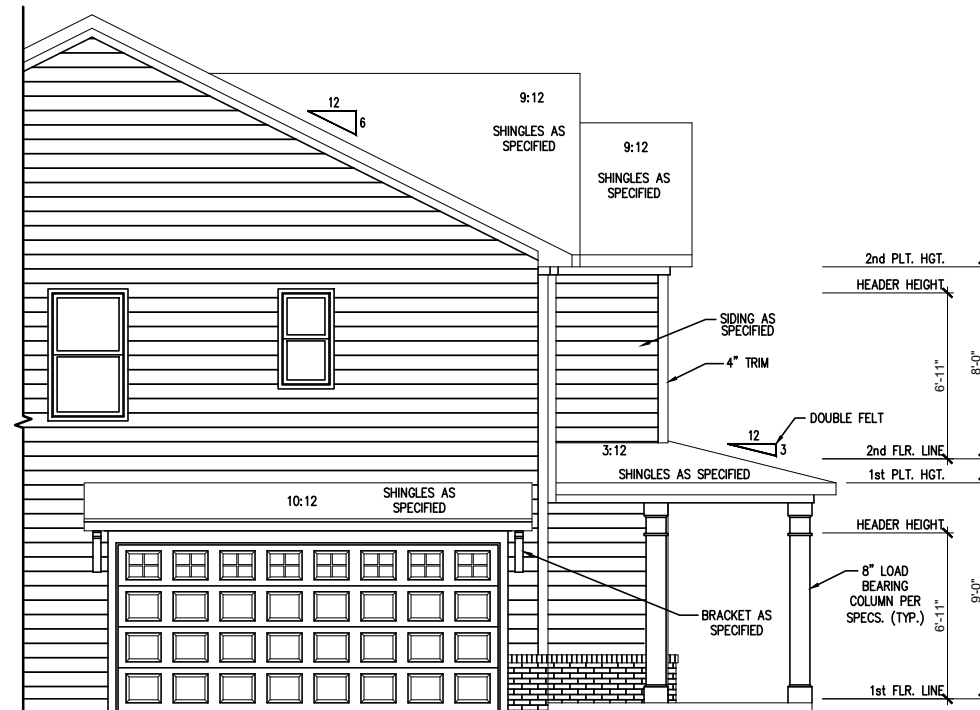 12
6
9:12
SHINGLES AS
SPECIFIED
9:12
SHINGLES AS
SPECIFIED
2nd PLT. HGT.
HEADER HEIGHT
SIDING AS
SPECIFIED
4" TRIM
6'-11"
8'-0"
DOUBLE FELT
12
3
3:12
SHINGLES AS SPECIFIED
2nd FLR. LINE
1st PLT. HGT.
10:12
SHINGLES AS
SPECIFIED
HEADER HEIGHT
8" LOAD
BEARING
COLUMN PER
SPECS. (TYP.)
6'-11"
9'-0"
BRACKET AS
SPECIFIED
1st FLR. LINE